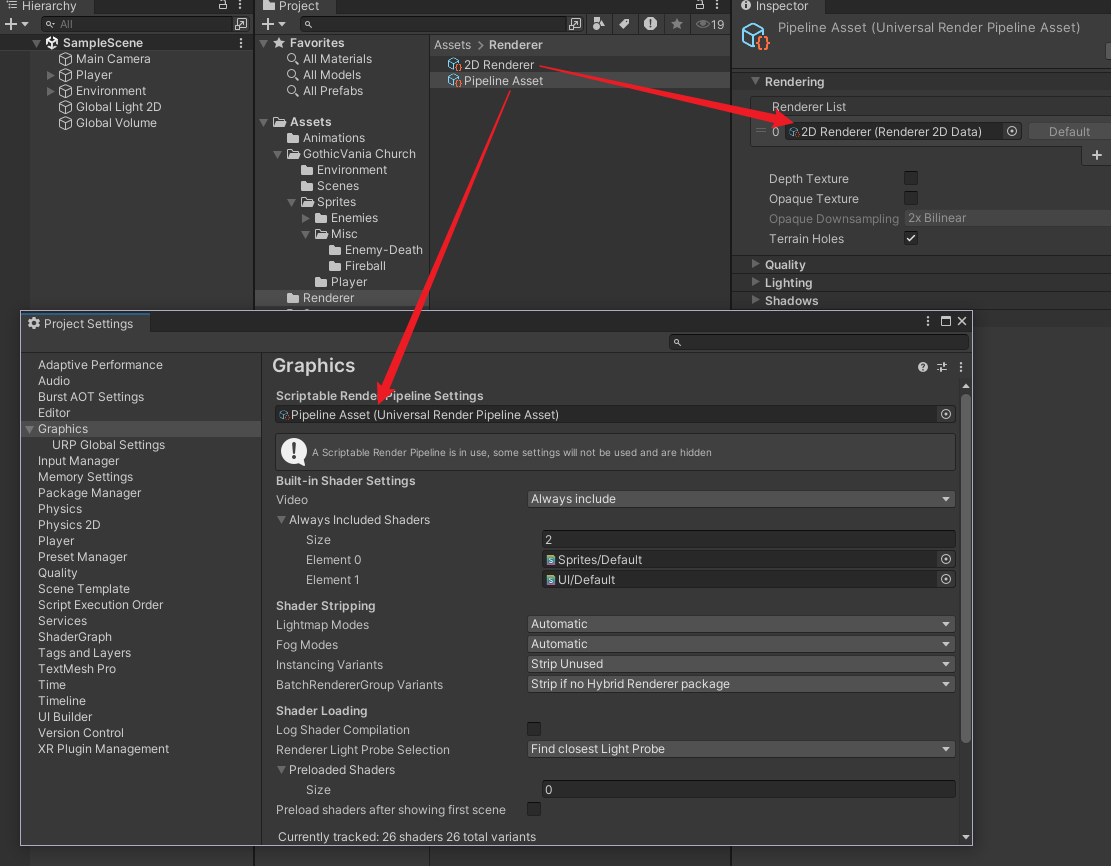 Hierarchy
All
SampleScene
Main Camera
Player
Environment
Global Light 2D
Global Volume
Project
19
Favorites
All Materials
All Models
All Prefabs
Assets
Animations
GothicVania Church
Environment
Scenes
Sprites
Enemies
Misc
Enemy-Death
Fireball
Player
Renderer
Assets > Renderer
2D Renderer
Pipeline Asset
Inspector
Pipeline Asset (Universal Render Pipeline Asset)
Rendering
Renderer List
0 2D Renderer (Renderer 2D Data) Default
Depth Texture
Opaque Texture
Opaque Downsampling 2x Bilinear
Terrain Holes
Quality
Lighting
Shadows
Project Settings
Adaptive Performance
Audio
Burst AOT Settings
Editor
Graphics
URP Global Settings
Input Manager
Memory Settings
Package Manager
Physics
Physics 2D
Player
Preset Manager
Quality
Scene Template
Script Execution Order
Services
ShaderGraph
Tags and Layers
TextMesh Pro
Time
Timeline
UI Builder
Version Control
XR Plugin Management
Graphics
Scriptable Render Pipeline Settings
Pipeline Asset (Universal Render Pipeline Asset)
A Scriptable Render Pipeline is in use, some settings will not be used and are hidden
Built-in Shader Settings
Video Always include
Always Included Shaders
Size 2
Element 0 Sprites/Default
Element 1 UI/Default
Shader Stripping
Lightmap Modes Automatic
Fog Modes Automatic
Instancing Variants Strip Unused
BatchRendererGroup Variants Strip if no Hybrid Renderer package
Shader Loading
Log Shader Compilation
Renderer Light Probe Selection Find closest Light Probe
Preloaded Shaders
Size 0
Preload shaders after showing first scene
Currently tracked: 26 shaders 26 total variants